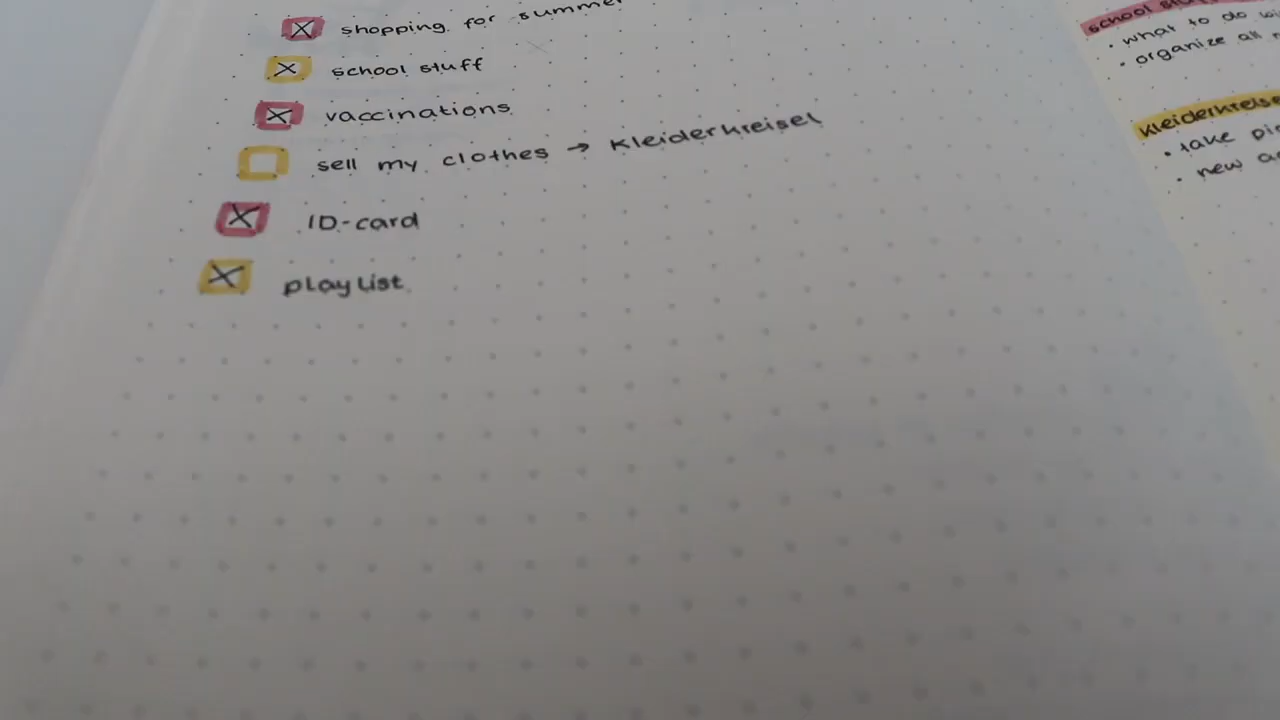 shopping for summer
school stuff
vaccinations
sell my clothes → Kleiderkreisel
ID-card
playlist
school
• what to do
• organize all
Kleiderkreisel
• take
• new